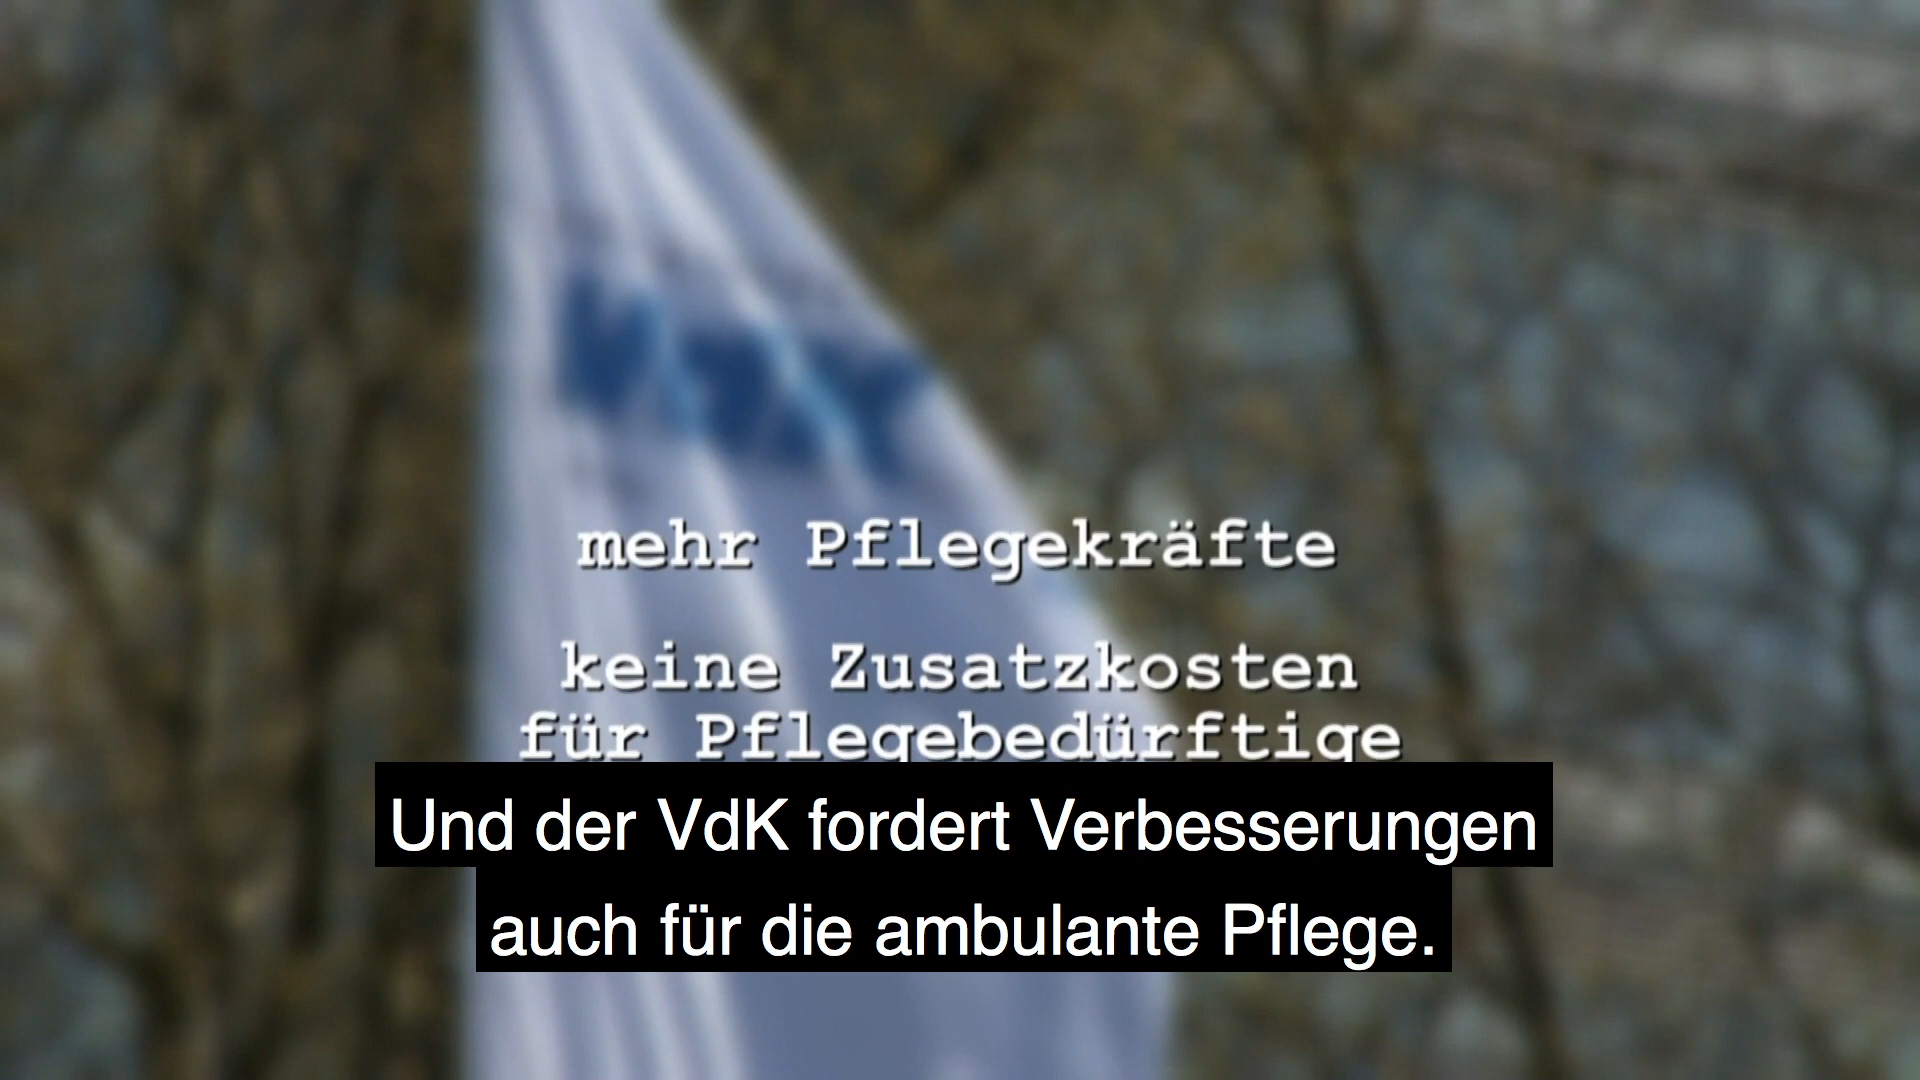 mehr Pflegekräfte
keine Zusatzkosten
für Pflegebedürftige
Und der VdK fordert Verbesserungen
auch für die ambulante Pflege.